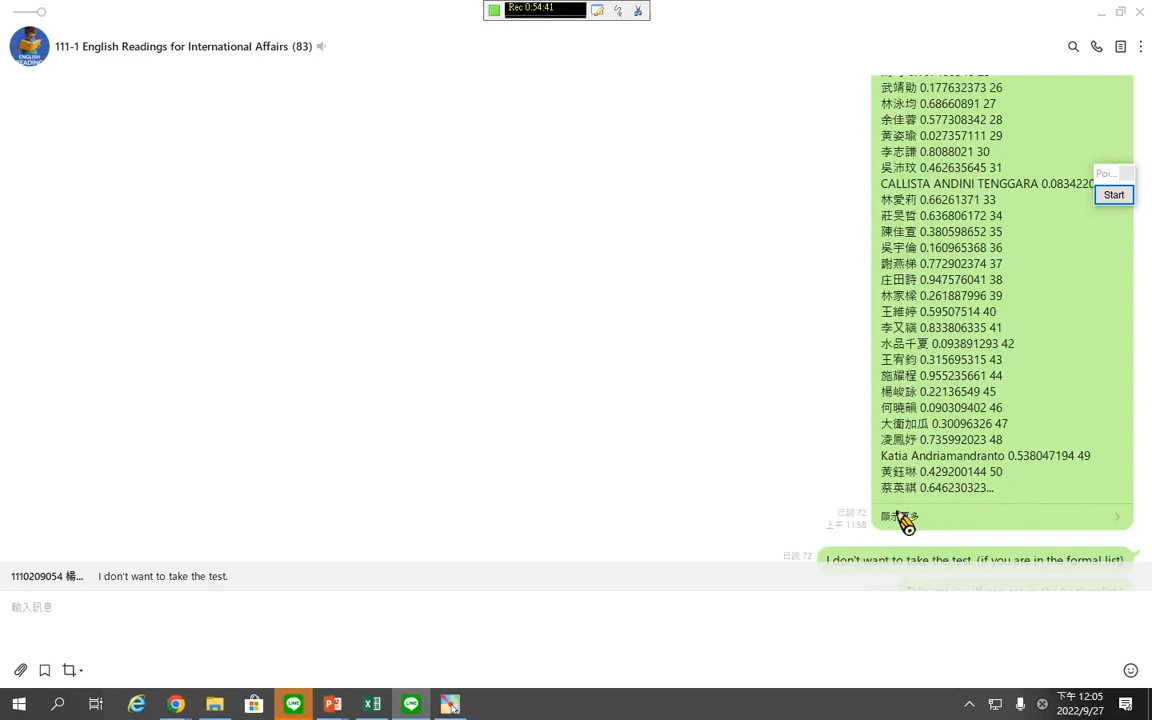 Rec 0:54:41
111-1 English Readings for International Affairs (83)
ENGLISH
READING
武靖勛 0.177632373 26
林泳均 0.68660891 27
余佳蓉 0.577308342 28
黃姿瑜 0.027357111 29
李志謙 0.8088021 30
吳沛玟 0.462635645 31
CALLISTA ANDINI TENGGARA 0.0834220
林愛莉 0.66261371 33
莊旻哲 0.636806172 34
陳佳宣 0.380598652 35
吳宇倫 0.160965368 36
謝燕梯 0.772902374 37
庄田詩 0.947576041 38
林家樑 0.261887996 39
王維婷 0.59507514 40
李又禛 0.833806335 41
水品千夏 0.093891293 42
王宥鈞 0.315695315 43
施耀程 0.955235661 44
楊峻詠 0.22136549 45
何曉韻 0.090309402 46
大衛加瓜 0.30096326 47
凌鳳妤 0.735992023 48
Katia Andriamandranto 0.538047194 49
黃鈺琳 0.429200144 50
蔡英祺 0.646230323...
顯示更多
已讀 72
上午 11:58
Poi...
Start
已讀 72
I don't want to take the test. (if you are in the formal list)
1110209054 楊... I don't want to take the test.
輸入訊息
下午 12:05
2022/9/27